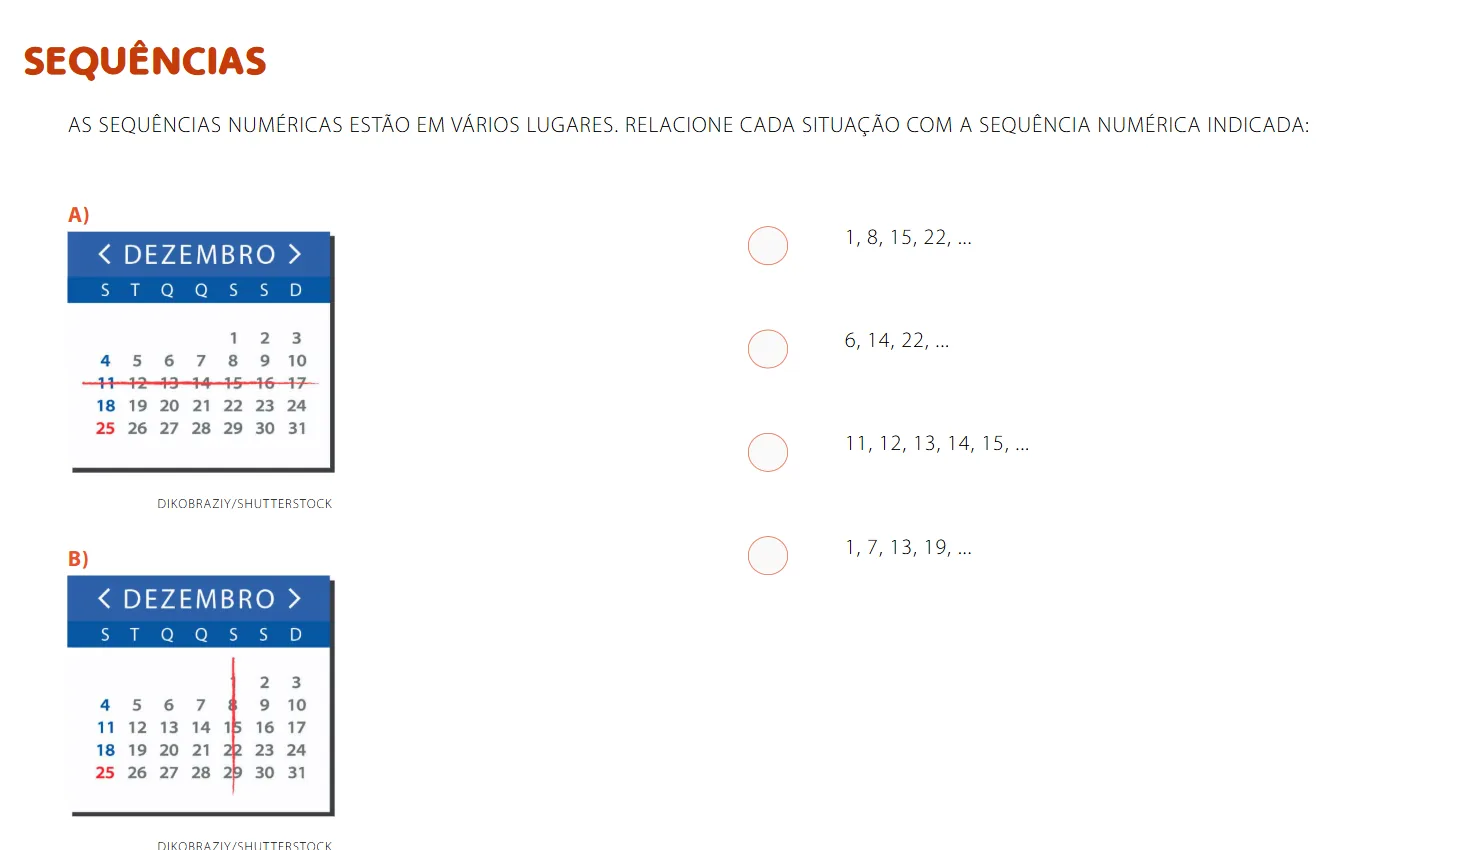 SEQUÊNCIAS
AS SEQUÊNCIAS NUMÉRICAS ESTÃO EM VÁRIOS LUGARES. RELACIONE CADA SITUAÇÃO COM A SEQUÊNCIA NUMÉRICA INDICADA:
A)
< DEZEMBRO >
S T Q Q S S D
1 2 3
4 5 6 7 8 9 10
11 12 13 14 15 16 17
18 19 20 21 22 23 24
25 26 27 28 29 30 31
DIKOBRAZIY/SHUTTERSTOCK
B)
< DEZEMBRO >
S T Q Q S S D
1 2 3
4 5 6 7 8 9 10
11 12 13 14 15 16 17
18 19 20 21 22 23 24
25 26 27 28 29 30 31
DIKOBRAZIY/SHUTTERSTOCK
1, 8, 15, 22, ...
6, 14, 22, ...
11, 12, 13, 14, 15, ...
1, 7, 13, 19, ...